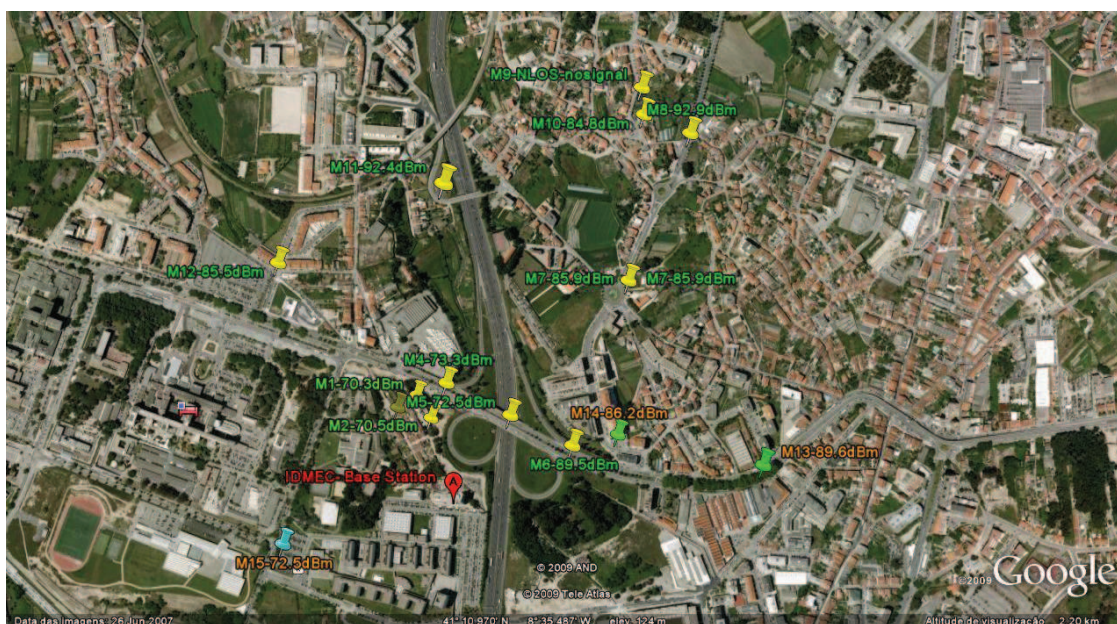 M9-NLOS-nosignal
M10-84.8dBm
M8-92.9dBm
M11-92.4dBm
M12-85.5dBm
M7-85.9dBm
M7-85.9dBm
M4-73.3dBm
M1-70.3dBm
M5-72.5dBm
M2-70.5dBm
M14-86.2dBm
M6-89.5dBm
M13-89.6dBm
IDMEC- Base Station
A
M15-72.5dBm
© 2009 AND
© 2009 Tele Atlas
©2009 Google
Data das Imagens: 26 Jun 2007
41° 10.970' N 8° 35.487' W elev. 124 m
Altitude de visualização 2.20 km